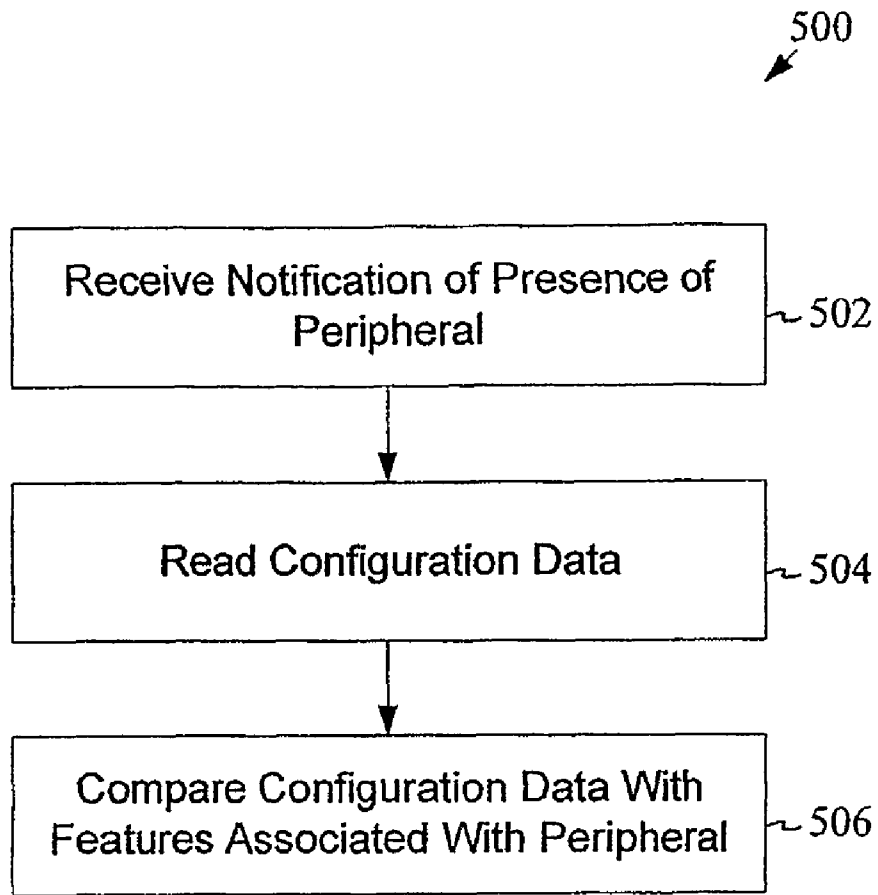 500
Receive Notification of Presence of
Peripheral
502
Read Configuration Data
504
Compare Configuration Data With
Features Associated With Peripheral
506